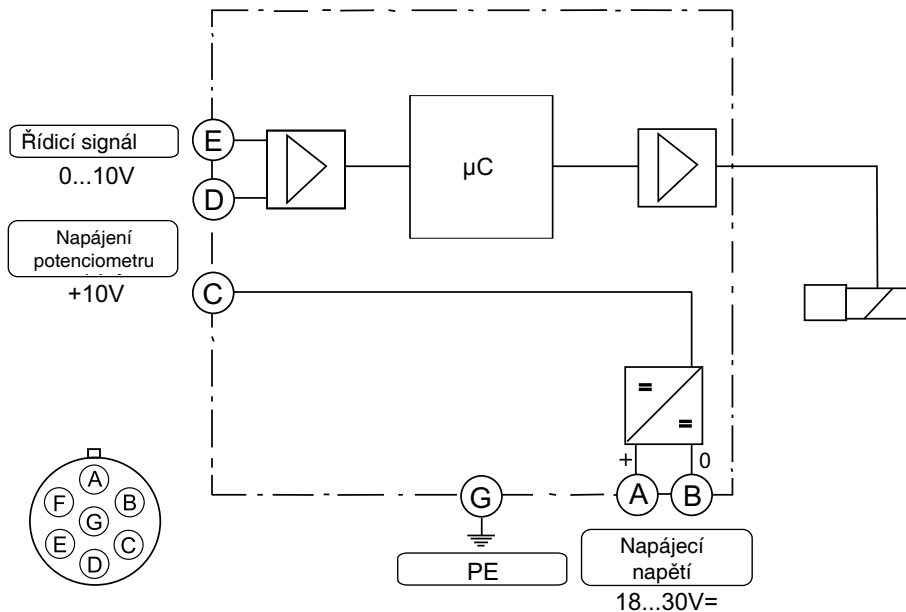 Řídicí signál
0...10V
E
D
µC
Napájení
potenciometru
+10V
C
=
=
+
0
A
B
G
PE
Napájecí
napětí
18...30V=
A
F
B
G
E
C
D